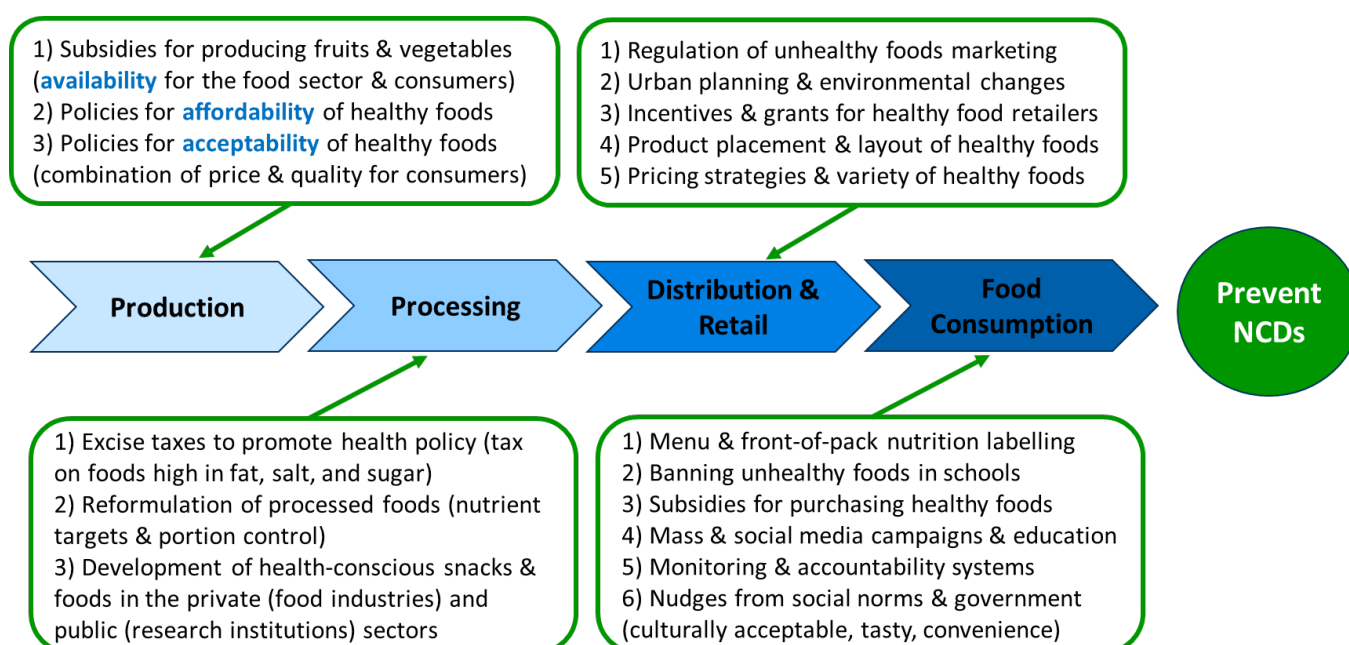 1) Subsidies for producing fruits & vegetables
(availability for the food sector & consumers)
2) Policies for affordability of healthy foods
3) Policies for acceptability of healthy foods
(combination of price & quality for consumers)
1) Regulation of unhealthy foods marketing
2) Urban planning & environmental changes
3) Incentives & grants for healthy food retailers
4) Product placement & layout of healthy foods
5) Pricing strategies & variety of healthy foods
Production
Processing
Distribution &
Retail
Food
Consumption
Prevent
NCDs
1) Excise taxes to promote health policy (tax
on foods high in fat, salt, and sugar)
2) Reformulation of processed foods (nutrient
targets & portion control)
3) Development of health-conscious snacks &
foods in the private (food industries) and
public (research institutions) sectors
1) Menu & front-of-pack nutrition labelling
2) Banning unhealthy foods in schools
3) Subsidies for purchasing healthy foods
4) Mass & social media campaigns & education
5) Monitoring & accountability systems
6) Nudges from social norms & government
(culturally acceptable, tasty, convenience)